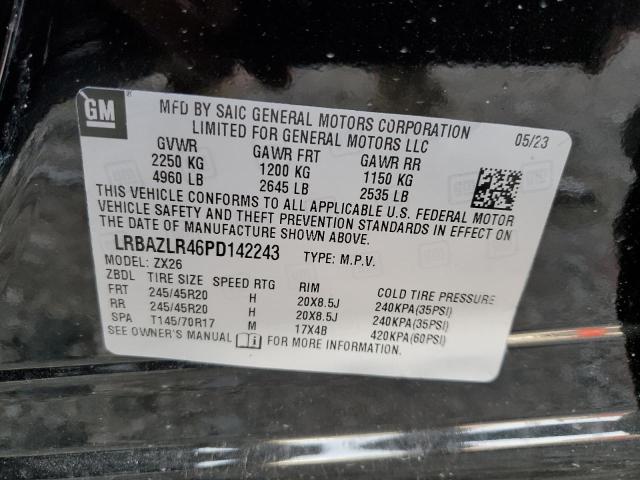 GM
MFD BY SAIC GENERAL MOTORS CORPORATION
LIMITED FOR GENERAL MOTORS LLC
05/23
GVWR GAWR FRT GAWR RR
2250 KG 1200 KG 1150 KG
4960 LB 2645 LB 2535 LB
THIS VEHICLE CONFORMS TO ALL APPLICABLE U.S. FEDERAL MOTOR
VEHICLE SAFETY AND THEFT PREVENTION STANDARDS IN EFFECT ON
THE DATE OF MANUFACTURE SHOWN ABOVE.
LRBAZLR46PD142243 TYPE: M.P.V.
MODEL: ZX26
ZBDL TIRE SIZE SPEED RTG RIM COLD TIRE PRESSURE
FRT 245/45R20 H 20X8.5J 240KPA(35PSI)
RR 245/45R20 H 20X8.5J 240KPA(35PSI)
SPA T145/70R17 M 17X4B 420KPA(60PSI)
SEE OWNER'S MANUAL FOR MORE INFORMATION.